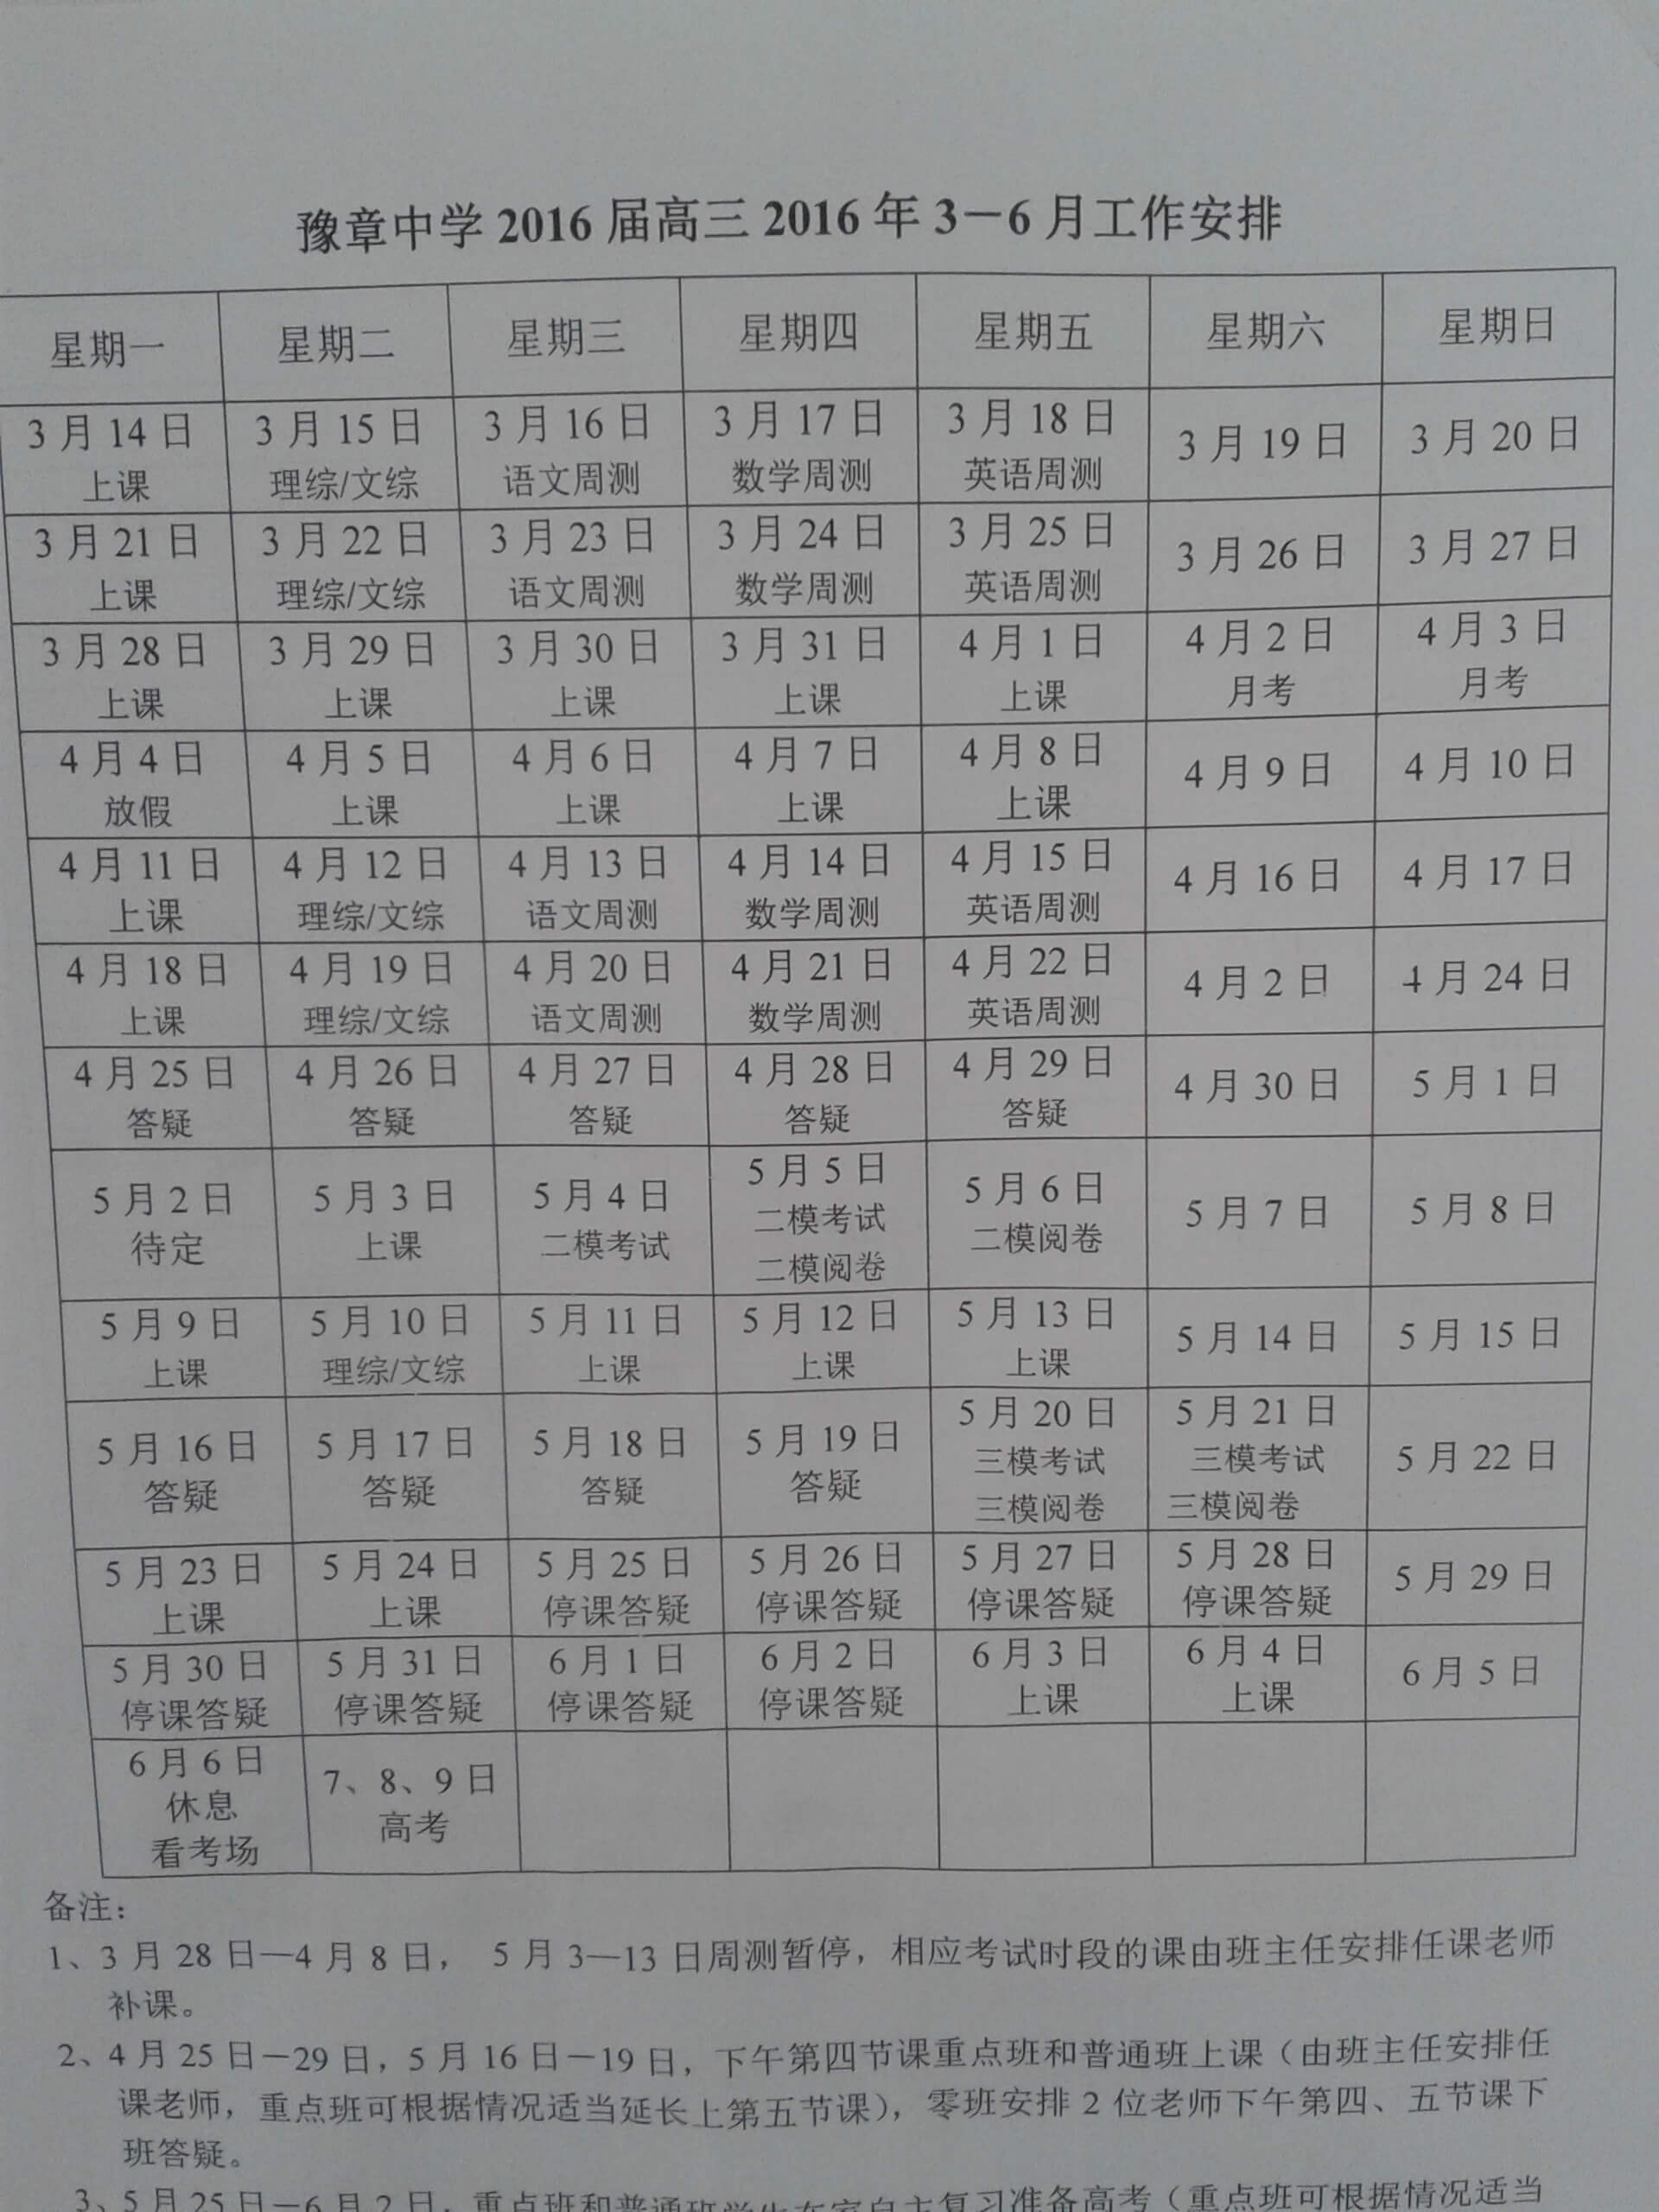 豫章中学 2016 届高三 2016 年 3－6 月工作安排
星期一 星期二 星期三 星期四 星期五 星期六 星期日
3 月 14 日 3 月 15 日 3 月 16 日 3 月 17 日 3 月 18 日 3 月 19 日 3 月 20 日
上课 理综/文综 语文周测 数学周测 英语周测
3 月 21 日 3 月 22 日 3 月 23 日 3 月 24 日 3 月 25 日 3 月 26 日 3 月 27 日
上课 理综/文综 语文周测 数学周测 英语周测
3 月 28 日 3 月 29 日 3 月 30 日 3 月 31 日 4 月 1 日 4 月 2 日 4 月 3 日
上课 上课 上课 上课 上课 月考 月考
4 月 4 日 4 月 5 日 4 月 6 日 4 月 7 日 4 月 8 日 4 月 9 日 4 月 10 日
放假 上课 上课 上课 上课
4 月 11 日 4 月 12 日 4 月 13 日 4 月 14 日 4 月 15 日 4 月 16 日 4 月 17 日
上课 理综/文综 语文周测 数学周测 英语周测
4 月 18 日 4 月 19 日 4 月 20 日 4 月 21 日 4 月 22 日 4 月 2 日 4 月 24 日
上课 理综/文综 语文周测 数学周测 英语周测
4 月 25 日 4 月 26 日 4 月 27 日 4 月 28 日 4 月 29 日 4 月 30 日 5 月 1 日
答疑 答疑 答疑 答疑 答疑
5 月 2 日 5 月 3 日 5 月 4 日 5 月 5 日 5 月 6 日 5 月 7 日 5 月 8 日
待定 上课 二模考试 二模考试 二模阅卷
二模阅卷
5 月 9 日 5 月 10 日 5 月 11 日 5 月 12 日 5 月 13 日 5 月 14 日 5 月 15 日
上课 理综/文综 上课 上课 上课
5 月 16 日 5 月 17 日 5 月 18 日 5 月 19 日 5 月 20 日 5 月 21 日 5 月 22 日
答疑 答疑 答疑 答疑 三模考试 三模考试
三模阅卷 三模阅卷
5 月 23 日 5 月 24 日 5 月 25 日 5 月 26 日 5 月 27 日 5 月 28 日 5 月 29 日
上课 上课 停课答疑 停课答疑 停课答疑 停课答疑
5 月 30 日 5 月 31 日 6 月 1 日 6 月 2 日 6 月 3 日 6 月 4 日 6 月 5 日
停课答疑 停课答疑 停课答疑 停课答疑 上课 上课
6 月 6 日 7、8、9 日
休息 高考
看考场
备注：
1、3 月 28 日—4 月 8 日， 5 月 3—13 日周测暂停，相应考试时段的课由班主任安排任课老师
补课。
2、4 月 25 日－29 日，5 月 16 日－19 日，下午第四节课重点班和普通班上课（由班主任安排任
课老师，重点班可根据情况适当延长上第五节课），零班安排 2 位老师下午第四、五节课下
班答疑。
3、5 月 25 日－6 月 2 日，重点班和普通班学生在家自主复习准备高考（重点班可根据情况适当